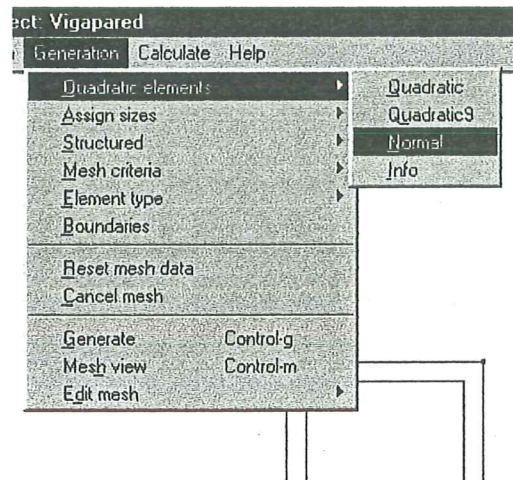 ect: Vigapared
Generation Calculate Help
Quadratic elements
Assign sizes
Structured
Mesh criteria
Element type
Boundaries
Reset mesh data
Cancel mesh
Generate Control-g
Mesh view Control-m
Edit mesh
Quadratic
Quadratic9
Normal
Info